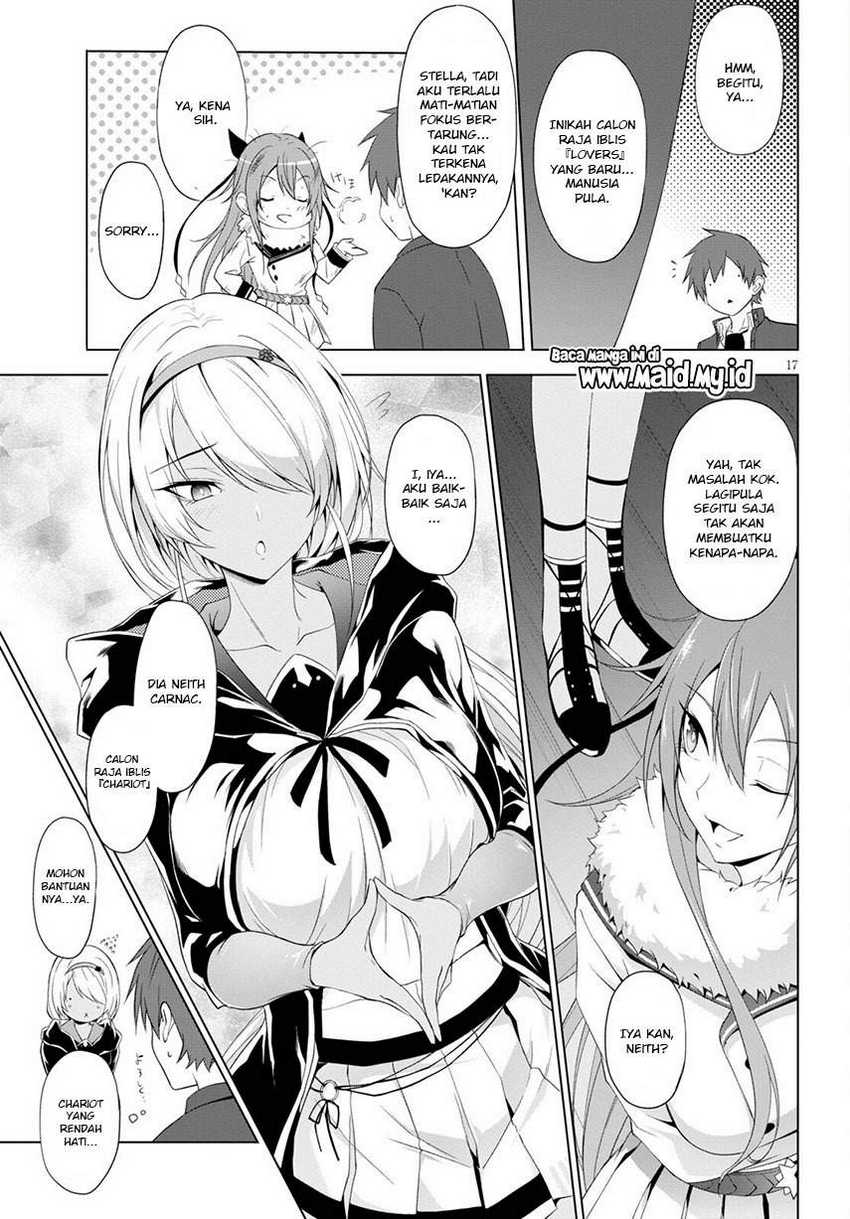 HMM,
BEGITU,
YA...
INIKAH CALON
RAJA IBLIS
『LOVERS』
YANG BARU...
MANUSIA
PULA.
STELLA, TADI
AKU TERLALU
MATI-MATIAN
FOKUS BER-
TARUNG...
KAU TAK
TERKENA
LEDAKANNYA,
'KAN?
YA, KENA
SIH.
SORRY...
Baca Manga ini di
www.Maid.My.id
17
YAH, TAK
MASALAH KOK.
LAGIPULA
SEGITU SAJA
TAK AKAN
MEMBUATKU
KENAPA-NAPA.
IYA KAN,
NEITH?
I, IYA...
AKU BAIK-
BAIK SAJA
...
DIA NEITH
CARNAC.
CALON
RAJA IBLIS
『CHARIOT』
MOHON
BANTUAN
NYA...YA.
CHARIOT
YANG
RENDAH
HATI...